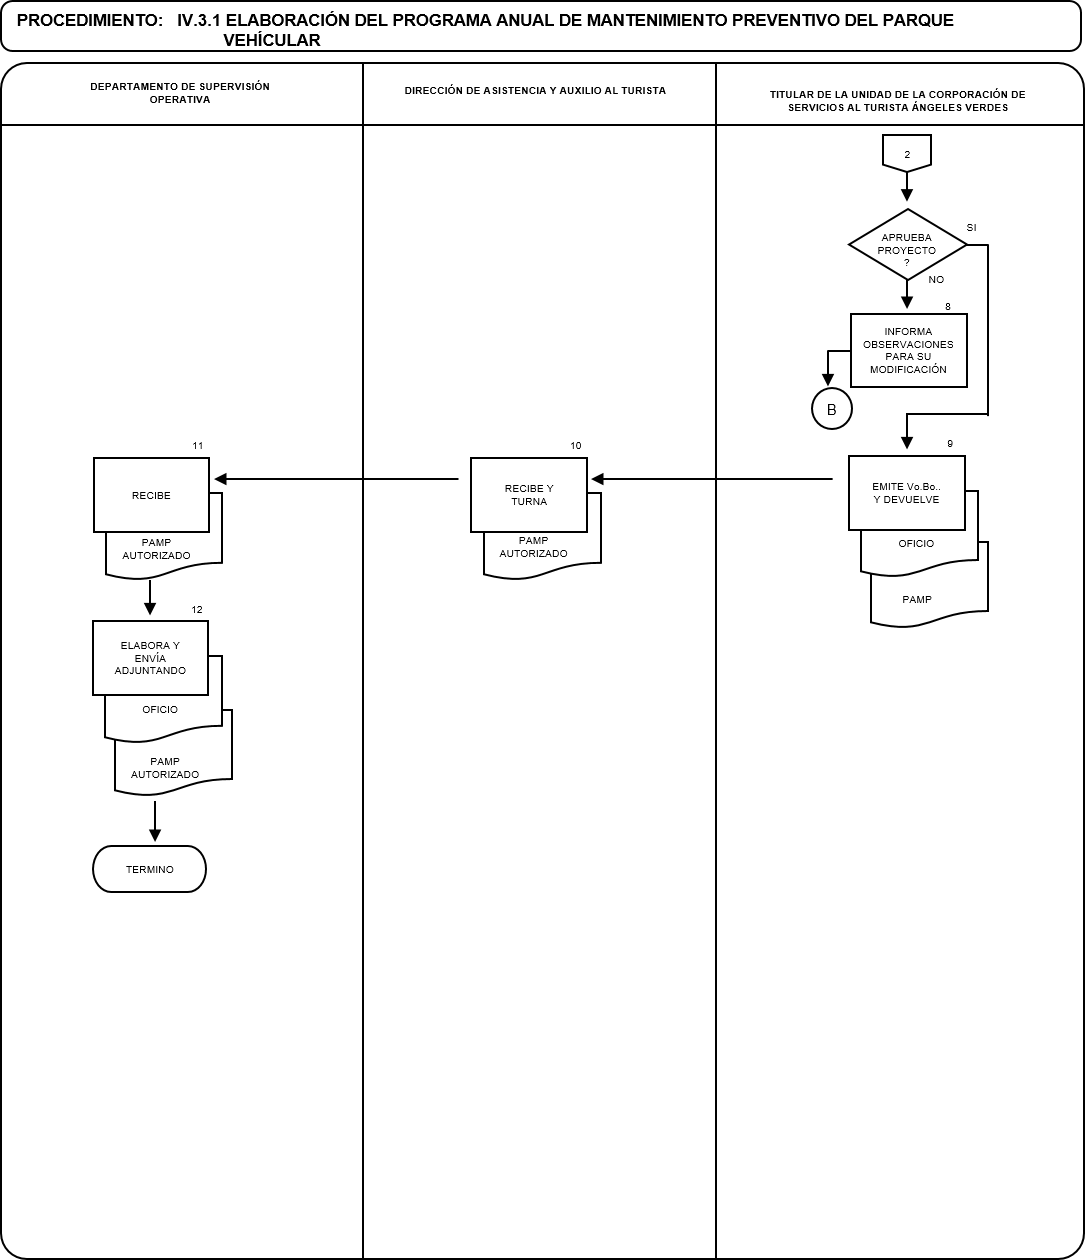 PROCEDIMIENTO: IV.3.1 ELABORACIÓN DEL PROGRAMA ANUAL DE MANTENIMIENTO PREVENTIVO DEL PARQUE
VEHÍCULAR
DEPARTAMENTO DE SUPERVISIÓN
OPERATIVA
DIRECCIÓN DE ASISTENCIA Y AUXILIO AL TURISTA
TITULAR DE LA UNIDAD DE LA CORPORACIÓN DE
SERVICIOS AL TURISTA ÁNGELES VERDES
2
APRUEBA
PROYECTO
?
SI
NO
8
INFORMA
OBSERVACIONES
PARA SU
MODIFICACIÓN
B
9
EMITE Vo.Bo..
Y DEVUELVE
OFICIO
PAMP
10
RECIBE Y
TURNA
PAMP
AUTORIZADO
11
RECIBE
PAMP
AUTORIZADO
12
ELABORA Y
ENVÍA
ADJUNTANDO
OFICIO
PAMP
AUTORIZADO
TERMINO